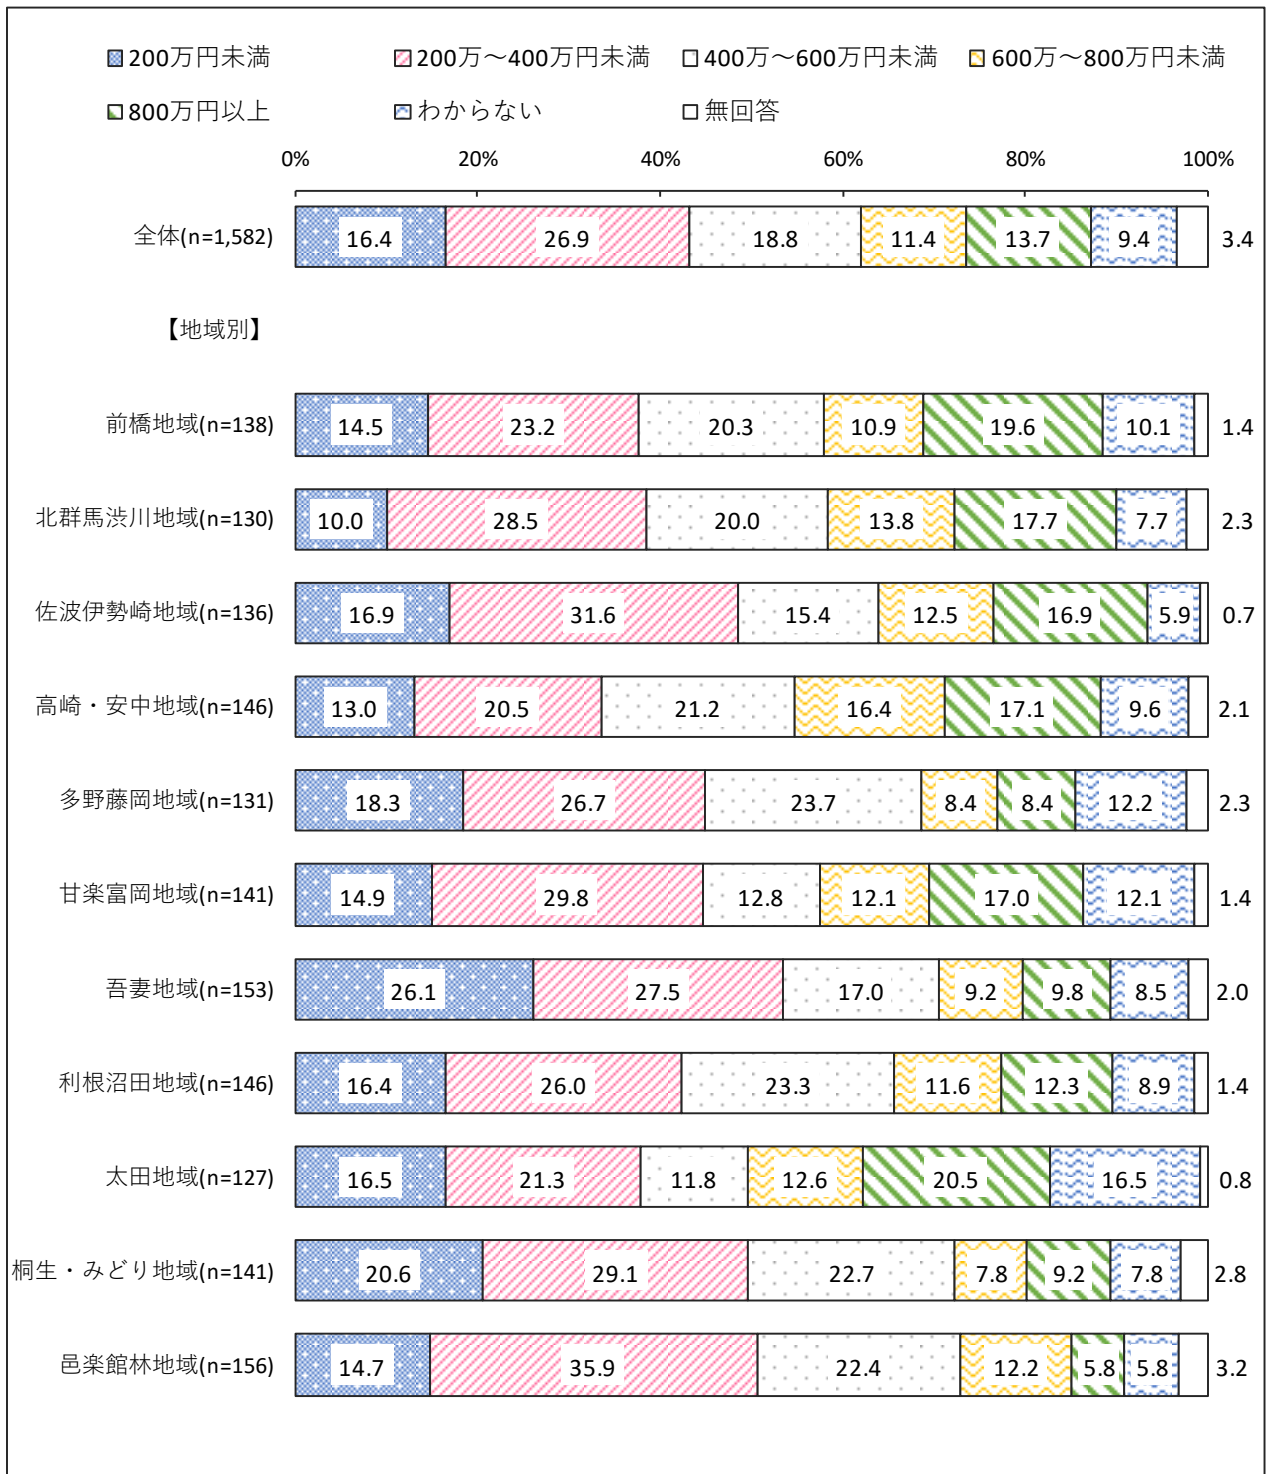 200万円未満 200万～400万円未満 400万～600万円未満 600万～800万円未満
800万円以上 わからない 無回答
0% 20% 40% 60% 80% 100%
全体(n=1,582) 16.4 26.9 18.8 11.4 13.7 9.4 3.4
【地域別】
前橋地域(n=138) 14.5 23.2 20.3 10.9 19.6 10.1 1.4
北群馬渋川地域(n=130) 10.0 28.5 20.0 13.8 17.7 7.7 2.3
佐波伊勢崎地域(n=136) 16.9 31.6 15.4 12.5 16.9 5.9 0.7
高崎・安中地域(n=146) 13.0 20.5 21.2 16.4 17.1 9.6 2.1
多野藤岡地域(n=131) 18.3 26.7 23.7 8.4 8.4 12.2 2.3
甘楽富岡地域(n=141) 14.9 29.8 12.8 12.1 17.0 12.1 1.4
吾妻地域(n=153) 26.1 27.5 17.0 9.2 9.8 8.5 2.0
利根沼田地域(n=146) 16.4 26.0 23.3 11.6 12.3 8.9 1.4
太田地域(n=127) 16.5 21.3 11.8 12.6 20.5 16.5 0.8
桐生・みどり地域(n=141) 20.6 29.1 22.7 7.8 9.2 7.8 2.8
邑楽館林地域(n=156) 14.7 35.9 22.4 12.2 5.8 5.8 3.2